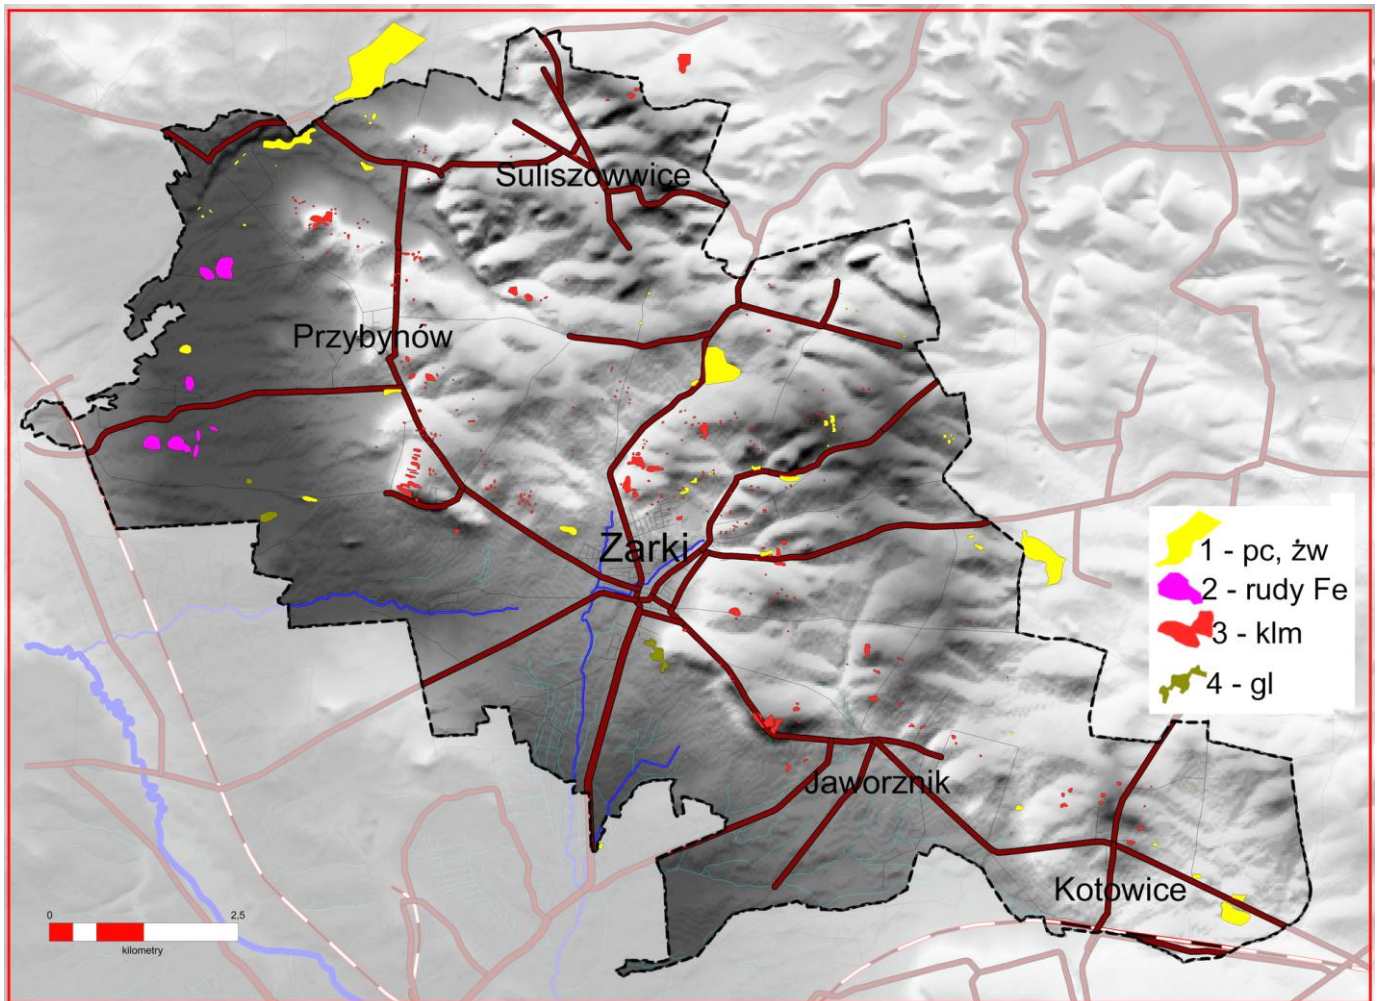 Suliszowwice
Przybynów
Żarki
1 - pc, żw
2 - rudy Fe
3 - klm
4 - gl
Jaworznik
Kotowice
0 2,5
kilometry